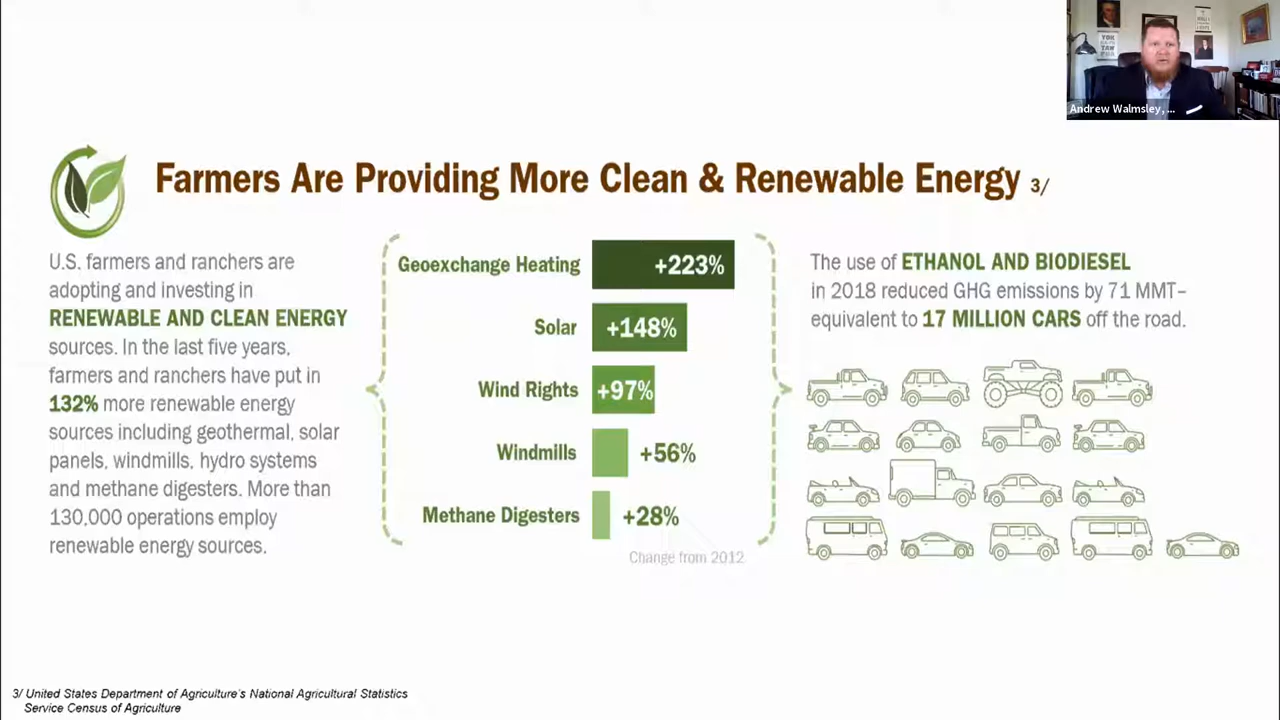 Andrew Walmsley, ...
Farmers Are Providing More Clean & Renewable Energy 3/
U.S. farmers and ranchers are
adopting and investing in
RENEWABLE AND CLEAN ENERGY
sources. In the last five years,
farmers and ranchers have put in
132% more renewable energy
sources including geothermal, solar
panels, windmills, hydro systems
and methane digesters. More than
130,000 operations employ
renewable energy sources.
Geoexchange Heating +223%
Solar +148%
Wind Rights +97%
Windmills +56%
Methane Digesters +28%
Change from 2012
The use of ETHANOL AND BIODIESEL
in 2018 reduced GHG emissions by 71 MMT–
equivalent to 17 MILLION CARS off the road.
3/ United States Department of Agriculture's National Agricultural Statistics
Service Census of Agriculture